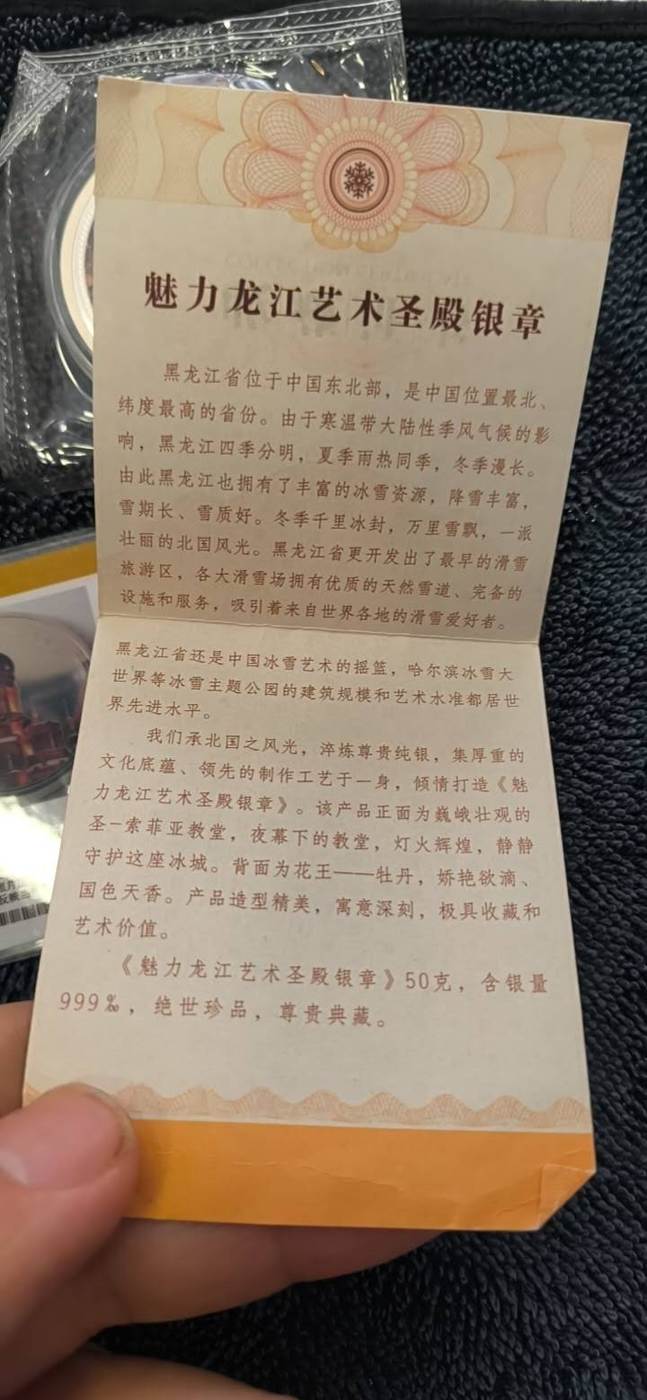 魅力龙江艺术圣殿银章
黑龙江省位于中国东北部，是中国位置最北、
纬度最高的省份。由于寒温带大陆性季风气候的影
响，黑龙江四季分明，夏季雨热同季，冬季漫长。
由此黑龙江也拥有了丰富的冰雪资源，降雪丰富，
雪期长、雪质好。冬季千里冰封，万里雪飘，一派
壮丽的北国风光。黑龙江省更开发出了最早的滑雪
旅游区，各大滑雪场拥有优质的天然雪道、完备的
设施和服务，吸引着来自世界各地的滑雪爱好者。
黑龙江省还是中国冰雪艺术的摇篮，哈尔滨冰雪大
世界等冰雪主题公园的建筑规模和艺术水准都居世
界先进水平。
我们承北国之风光，淬炼尊贵纯银，集厚重的
文化底蕴、领先的制作工艺于一身，倾情打造《魅
力龙江艺术圣殿银章》。该产品正面为巍峨壮观的
圣-索菲亚教堂，夜幕下的教堂，灯火辉煌，静静
守护这座冰城。背面为花王——牡丹，娇艳欲滴、
国色天香。产品造型精美，寓意深刻，极具收藏和
艺术价值。
《魅力龙江艺术圣殿银章》50克，含银量
999‰，绝世珍品，尊贵典藏。